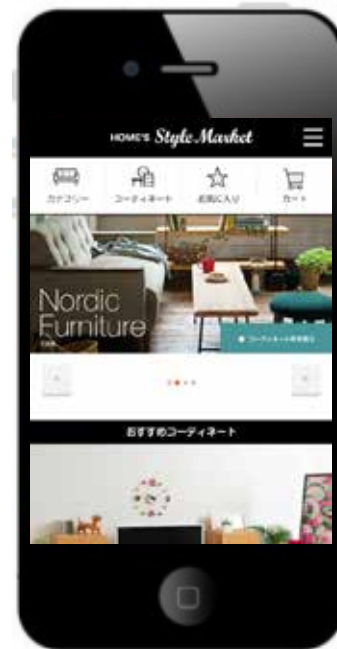 HOME'S Style Market
カテゴリー
コーディネート
お気に入り
カート
Nordic
Furniture
おすすめコーディネート